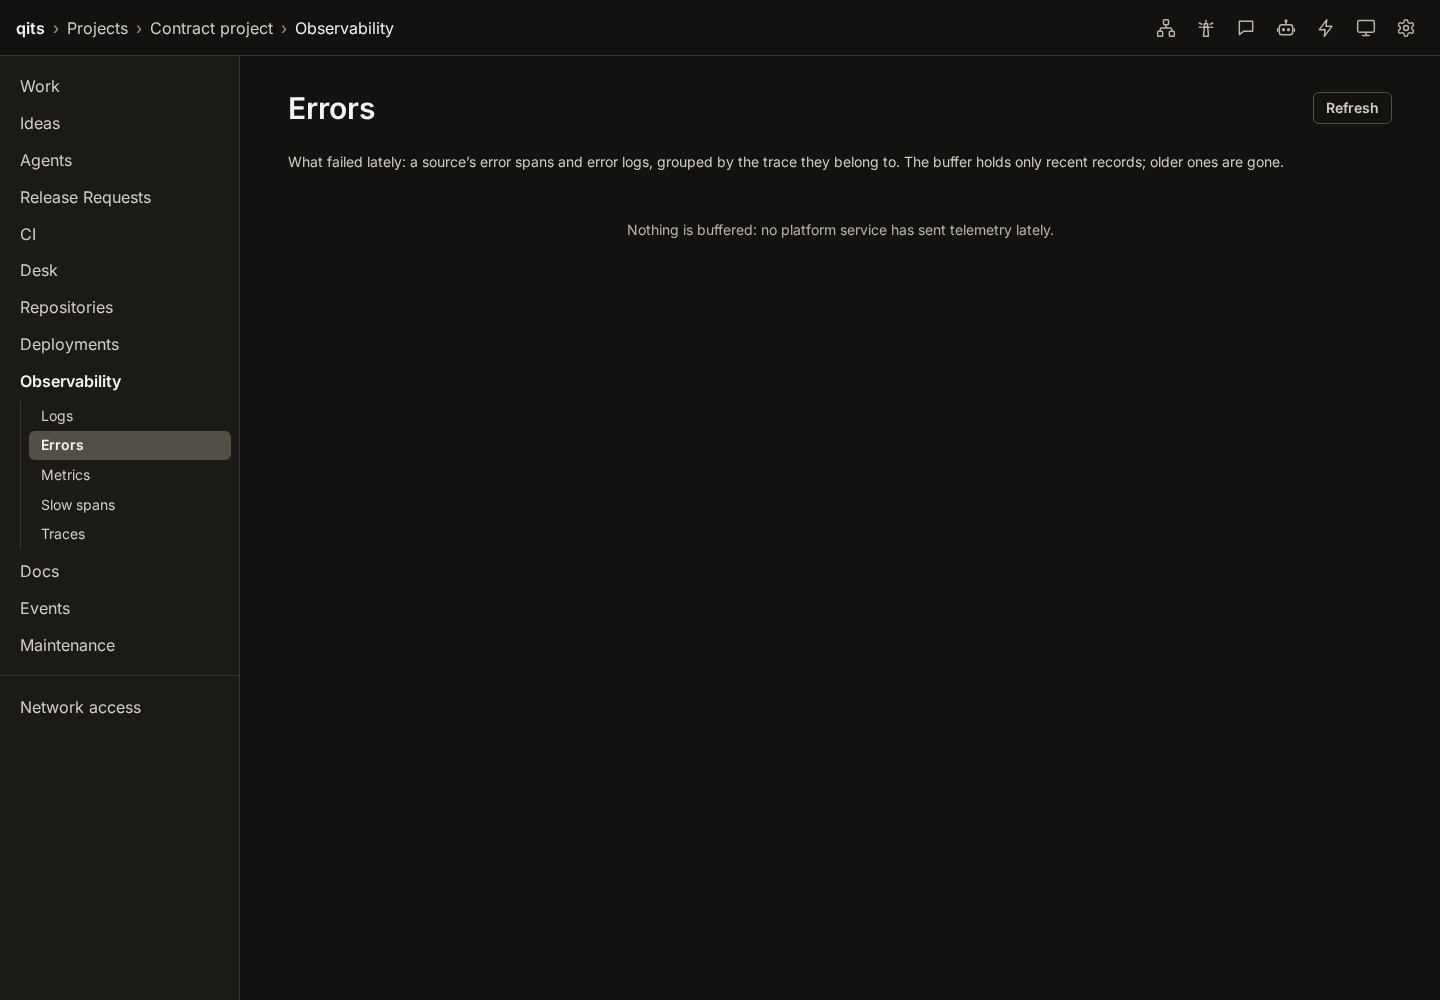 qits › Projects › Contract project › Observability
Work
Ideas
Agents
Release Requests
CI
Desk
Repositories
Deployments
Observability
Logs
Errors
Metrics
Slow spans
Traces
Docs
Events
Maintenance
Network access
Errors
Refresh
What failed lately: a source’s error spans and error logs, grouped by the trace they belong to. The buffer holds only recent records; older ones are gone.
Nothing is buffered: no platform service has sent telemetry lately.